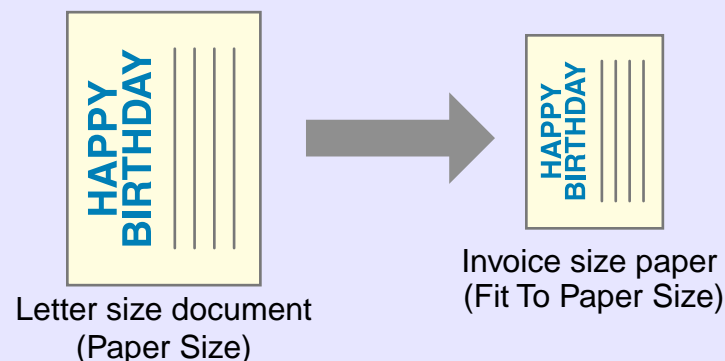 HAPPY
BIRTHDAY
Letter size document
(Paper Size)
HAPPY
BIRTHDAY
Invoice size paper
(Fit To Paper Size)